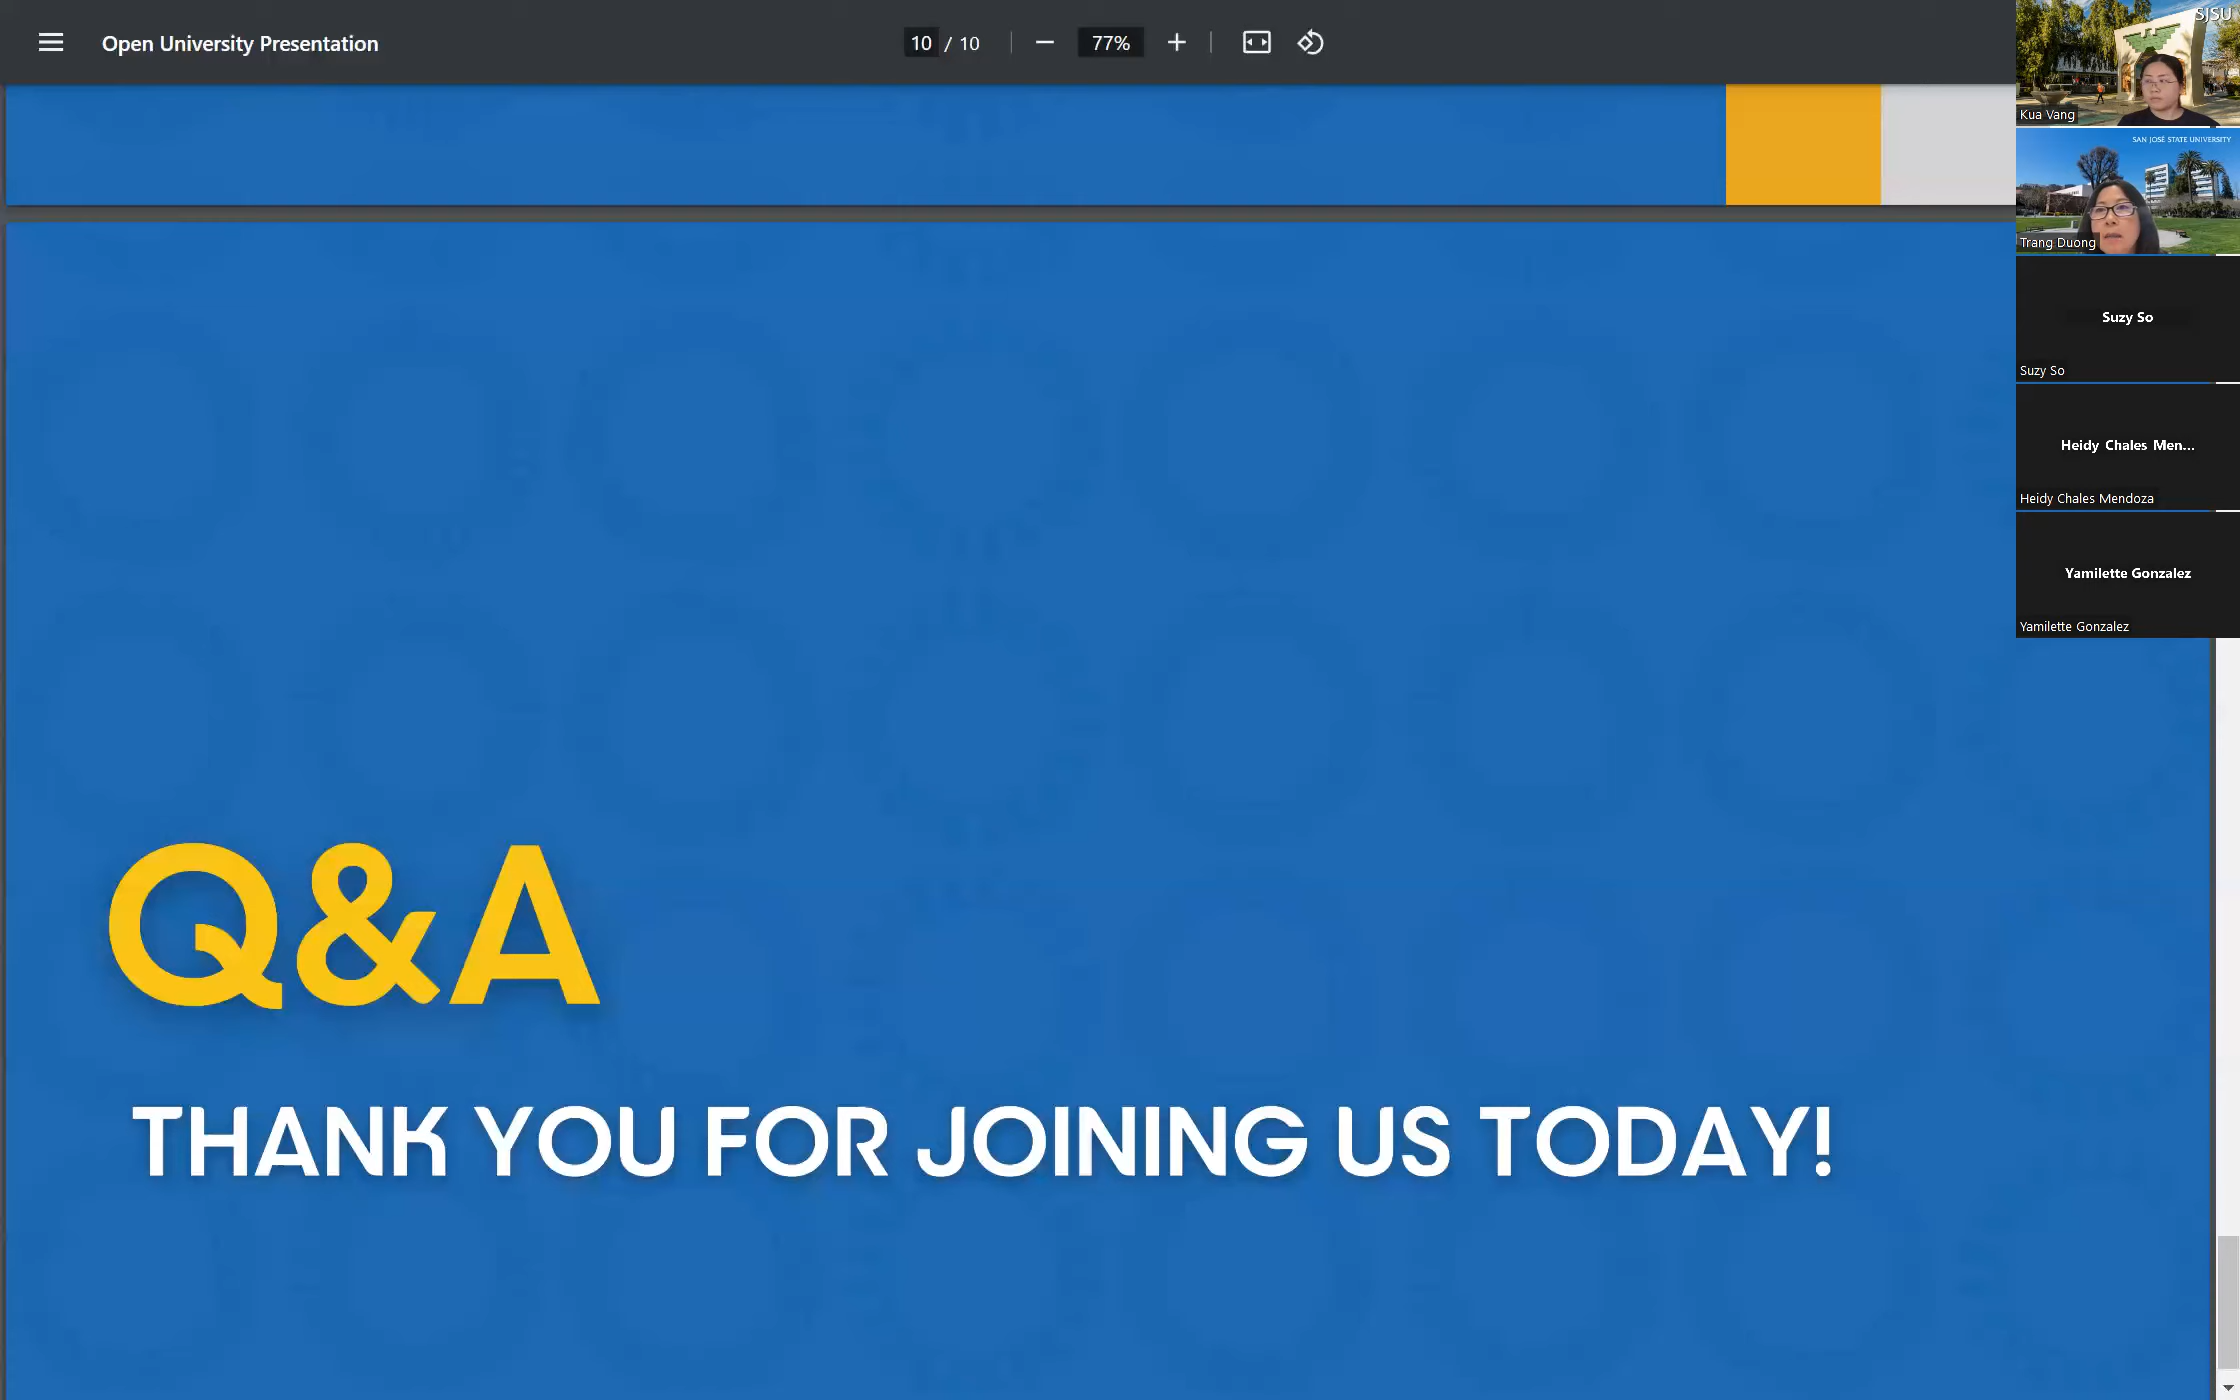 Open University Presentation
10 / 10
77%
SJSU
Kua Vang
SAN JOSÉ STATE UNIVERSITY
Trang Duong
Suzy So
Suzy So
Heidy Chales Men...
Heidy Chales Mendoza
Yamilette Gonzalez
Yamilette Gonzalez
Q&A
THANK YOU FOR JOINING US TODAY!